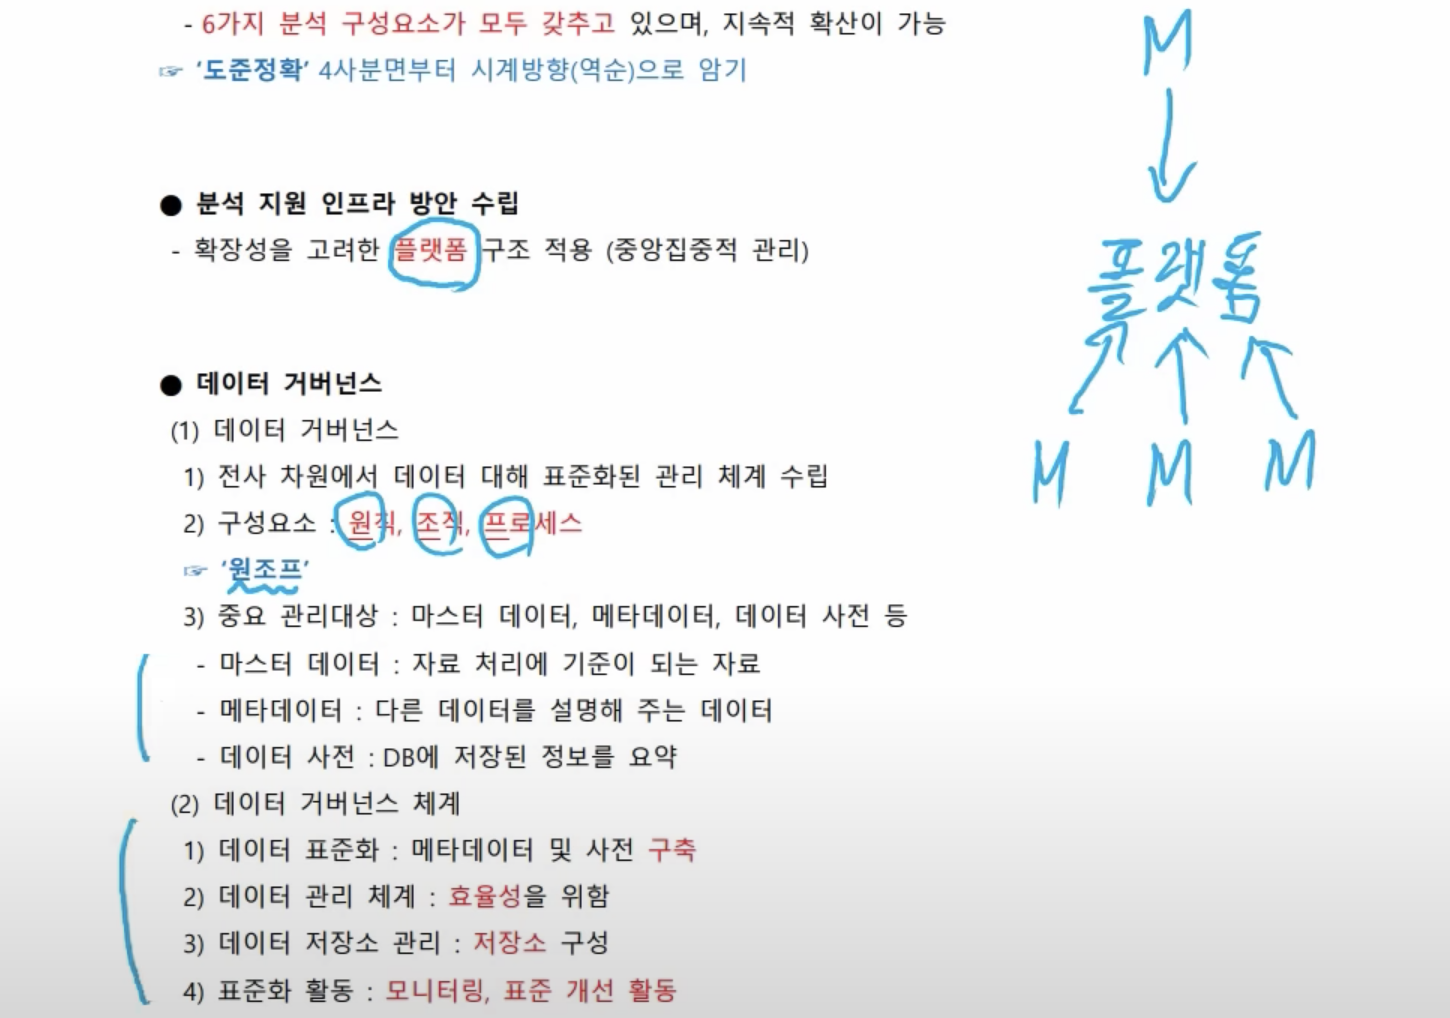 - 6가지 분석 구성요소가 모두 갖추고 있으며, 지속적 확산이 가능
☞ '도준정확' 4사분면부터 시계방향(역순)으로 암기
● 분석 지원 인프라 방안 수립
- 확장성을 고려한 플랫폼 구조 적용 (중앙집중적 관리)
● 데이터 거버넌스
(1) 데이터 거버넌스
1) 전사 차원에서 데이터 대해 표준화된 관리 체계 수립
2) 구성요소 : 원칙, 조직, 프로세스
☞ '원조프'
3) 중요 관리대상 : 마스터 데이터, 메타데이터, 데이터 사전 등
- 마스터 데이터 : 자료 처리에 기준이 되는 자료
- 메타데이터 : 다른 데이터를 설명해 주는 데이터
- 데이터 사전 : DB에 저장된 정보를 요약
(2) 데이터 거버넌스 체계
1) 데이터 표준화 : 메타데이터 및 사전 구축
2) 데이터 관리 체계 : 효율성을 위함
3) 데이터 저장소 관리 : 저장소 구성
4) 표준화 활동 : 모니터링, 표준 개선 활동
M
플랫폼
M M M